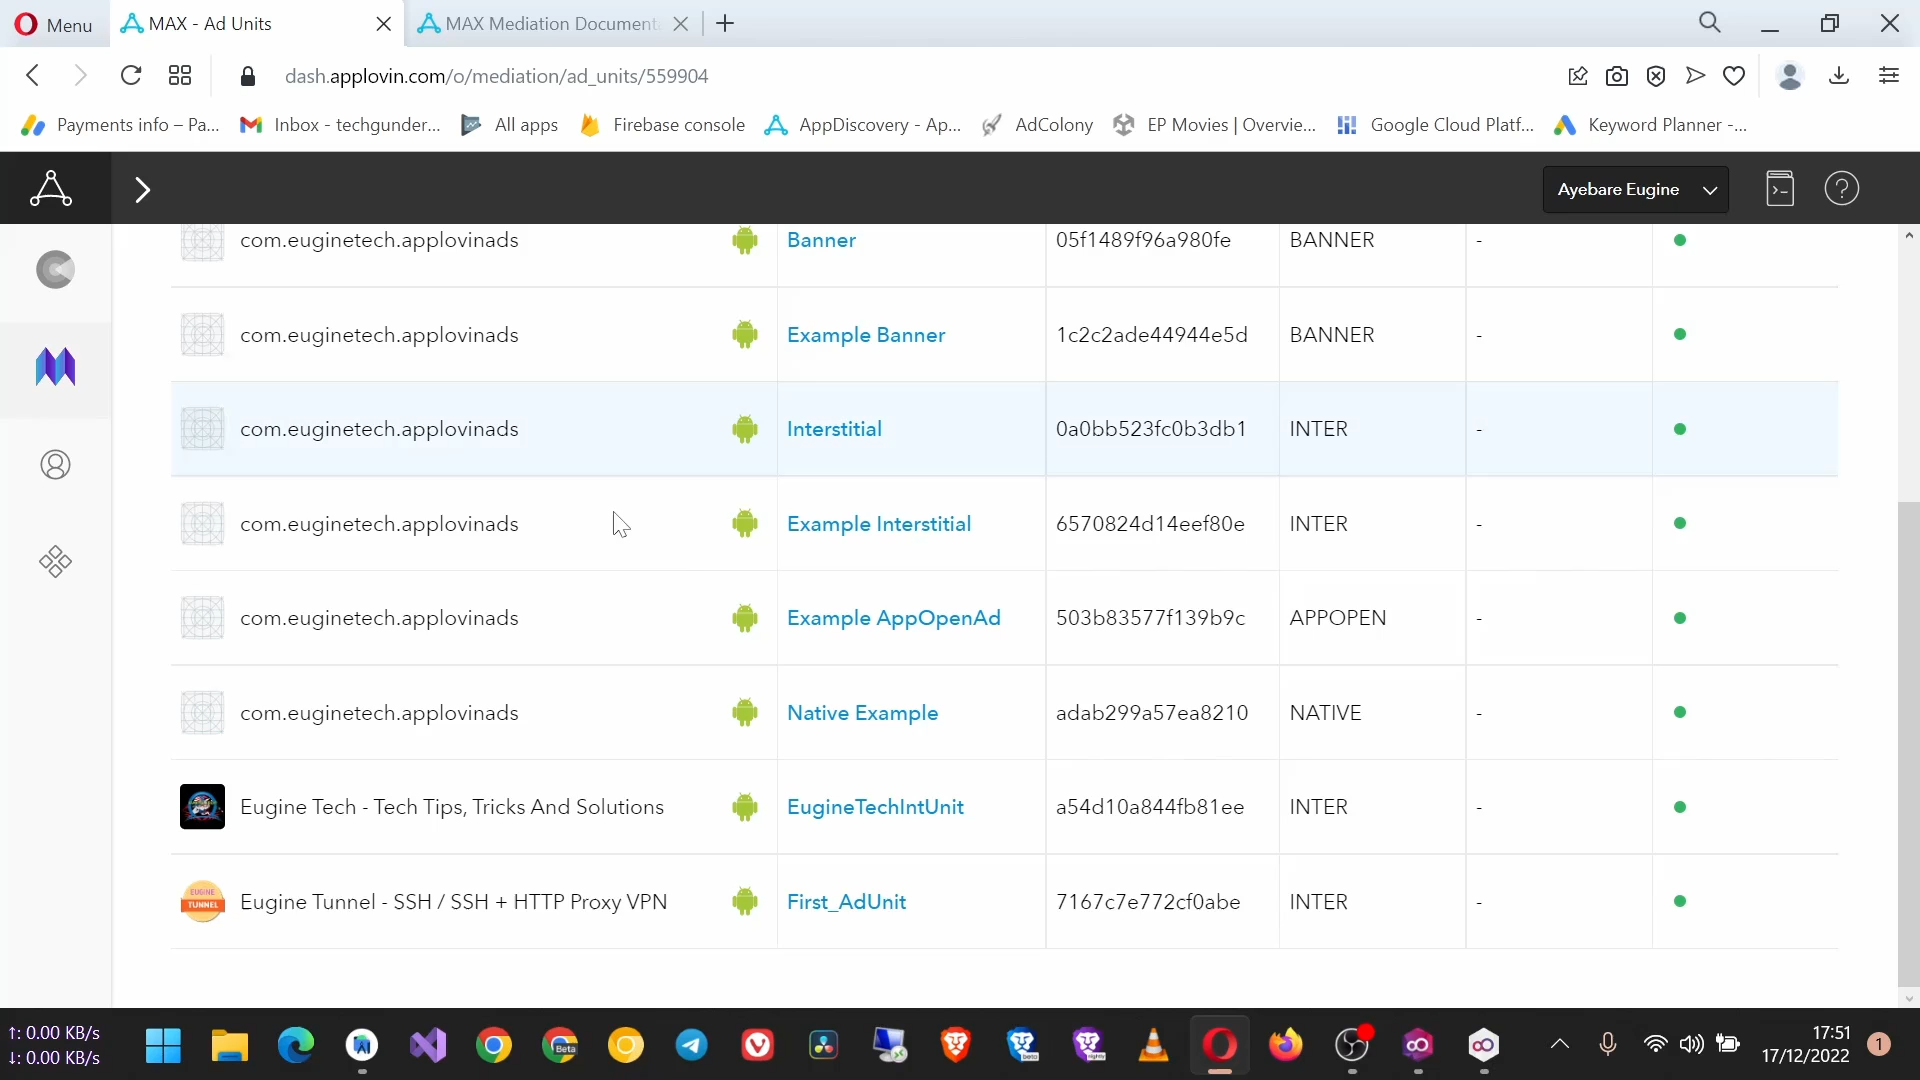 Menu
MAX - Ad Units
MAX Mediation Document
dash.applovin.com/o/mediation/ad_units/559904
Payments info – Pa...
Inbox - techgunder...
All apps
Firebase console
AppDiscovery - Ap...
AdColony
EP Movies | Overvie...
Google Cloud Platf...
Keyword Planner -...
Ayebare Eugine
com.euginetech.applovinads Banner 05f1489f96a980fe BANNER -
com.euginetech.applovinads Example Banner 1c2c2ade44944e5d BANNER -
com.euginetech.applovinads Interstitial 0a0bb523fc0b3db1 INTER -
com.euginetech.applovinads Example Interstitial 6570824d14eef80e INTER -
com.euginetech.applovinads Example AppOpenAd 503b83577f139b9c APPOPEN -
com.euginetech.applovinads Native Example adab299a57ea8210 NATIVE -
Eugine Tech - Tech Tips, Tricks And Solutions EugineTechIntUnit a54d10a844fb81ee INTER -
EUGINE
TUNNEL
Eugine Tunnel - SSH / SSH + HTTP Proxy VPN First_AdUnit 7167c7e772cf0abe INTER -
↑: 0.00 KB/s
↓: 0.00 KB/s
Beta
beta
nightly
17:51
17/12/2022
1